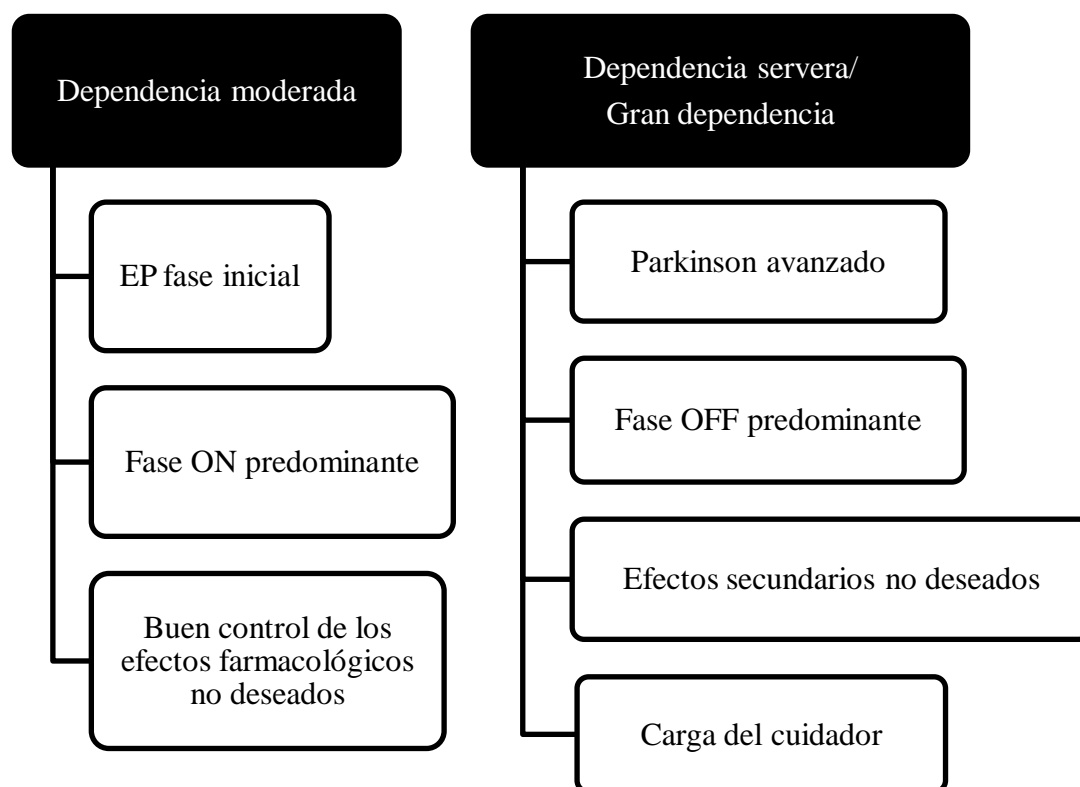 Dependencia moderada
EP fase inicial
Fase ON predominante
Buen control de los
efectos farmacológicos
no deseados
Dependencia servera/
Gran dependencia
Parkinson avanzado
Fase OFF predominante
Efectos secundarios no deseados
Carga del cuidador